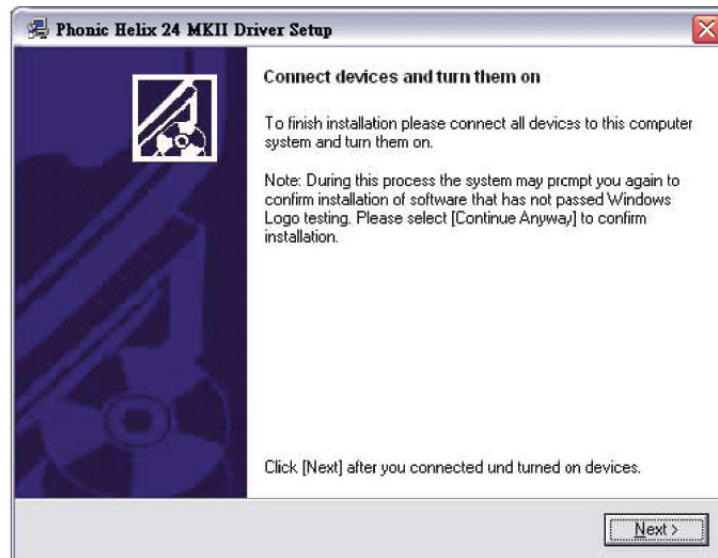 Phonic Helix 24 MKII Driver Setup
Connect devices and turn them on
To finish installation please connect all devices to this computer
system and turn them on.
Note: During this process the system may prompt you again to
confirm installation of software that has not passed Windows
Logo testing. Please select [Continue Anyway] to confirm
installation.
Click [Next] after you connected und turned on devices.
Next >